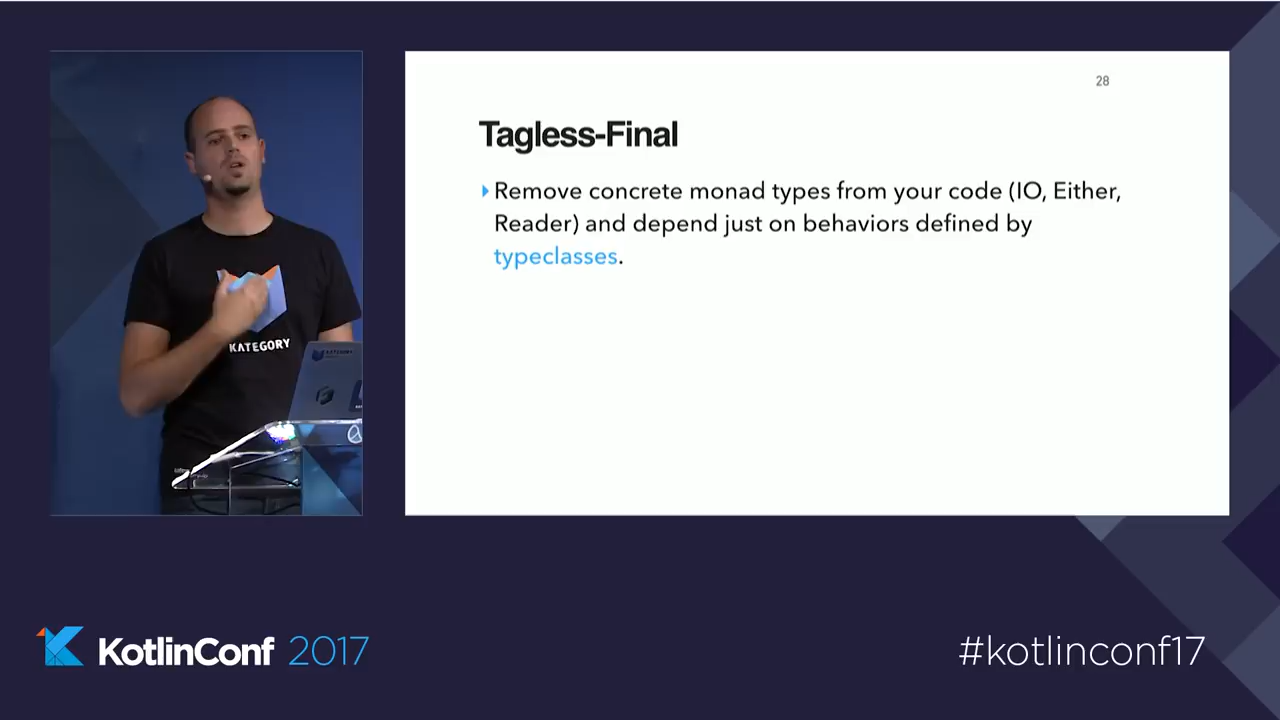 28
Tagless-Final
Remove concrete monad types from your code (IO, Either,
Reader) and depend just on behaviors defined by
typeclasses.
KATEGORY
KotlinConf 2017
#kotlinconf17